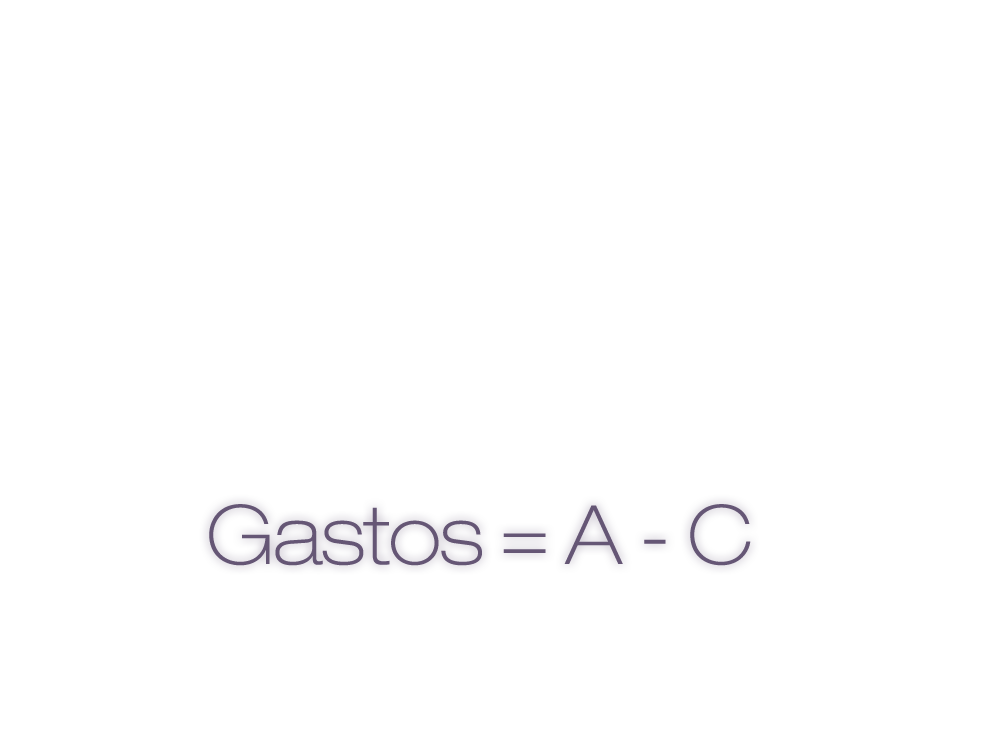 Gastos = A - C